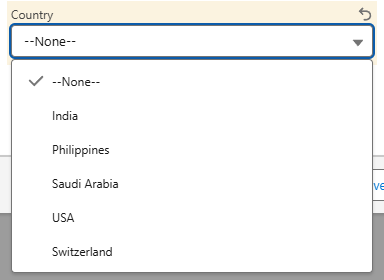 Country
--None--
--None--
India
Philippines
Saudi Arabia
USA
Switzerland